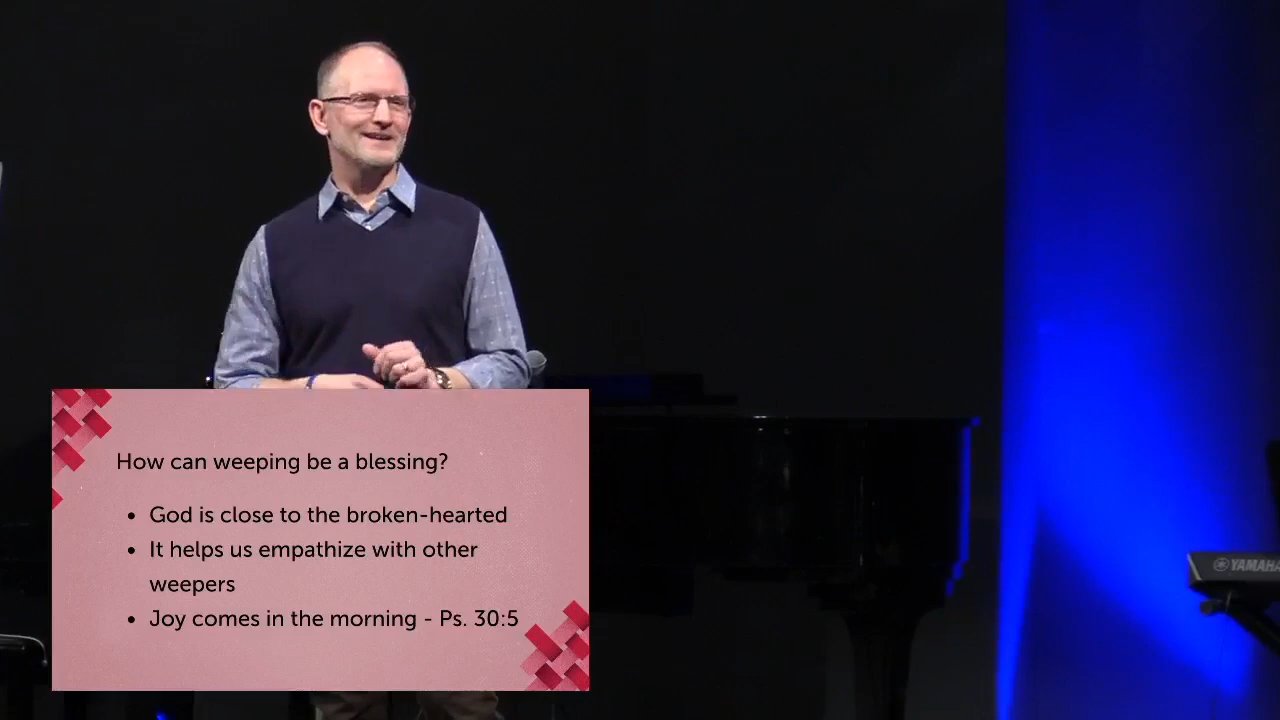 How can weeping be a blessing?
• God is close to the broken-hearted
• It helps us empathize with other
weepers
• Joy comes in the morning - Ps. 30:5
YAMAHA